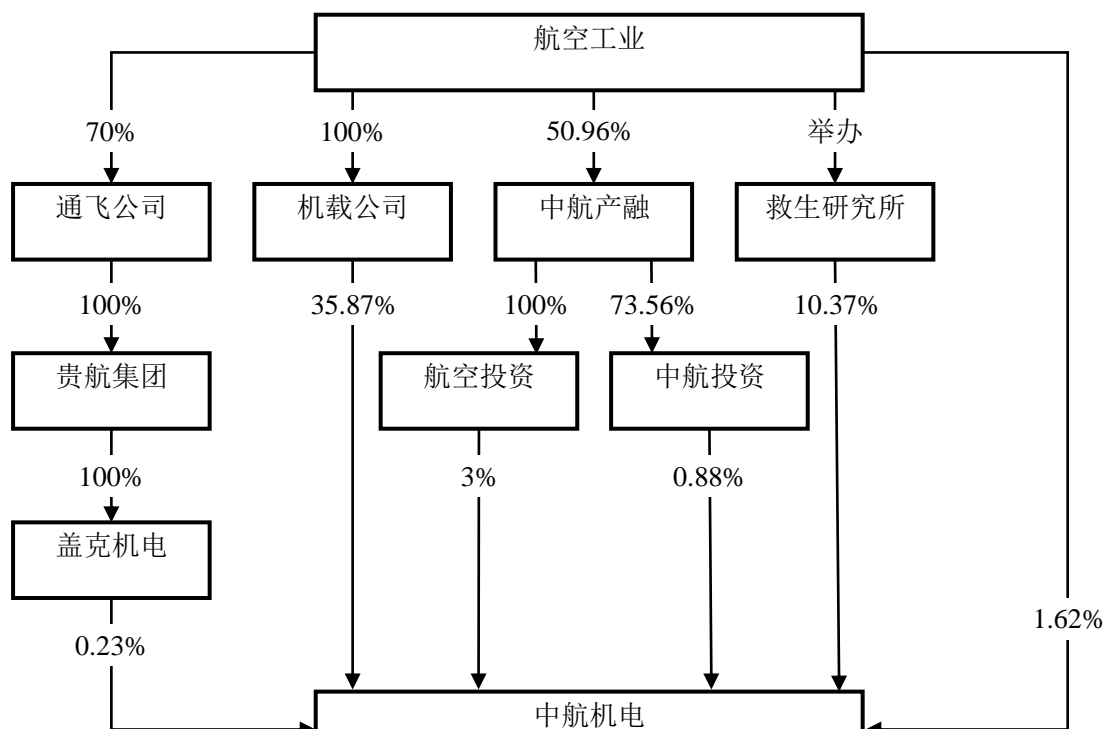 航空工业
70% 100% 50.96% 举办
通飞公司 机载公司 中航产融 救生研究所
100% 35.87% 100% 73.56% 10.37%
贵航集团 航空投资 中航投资
100% 3% 0.88%
盖克机电
0.23% 1.62%
中航机电